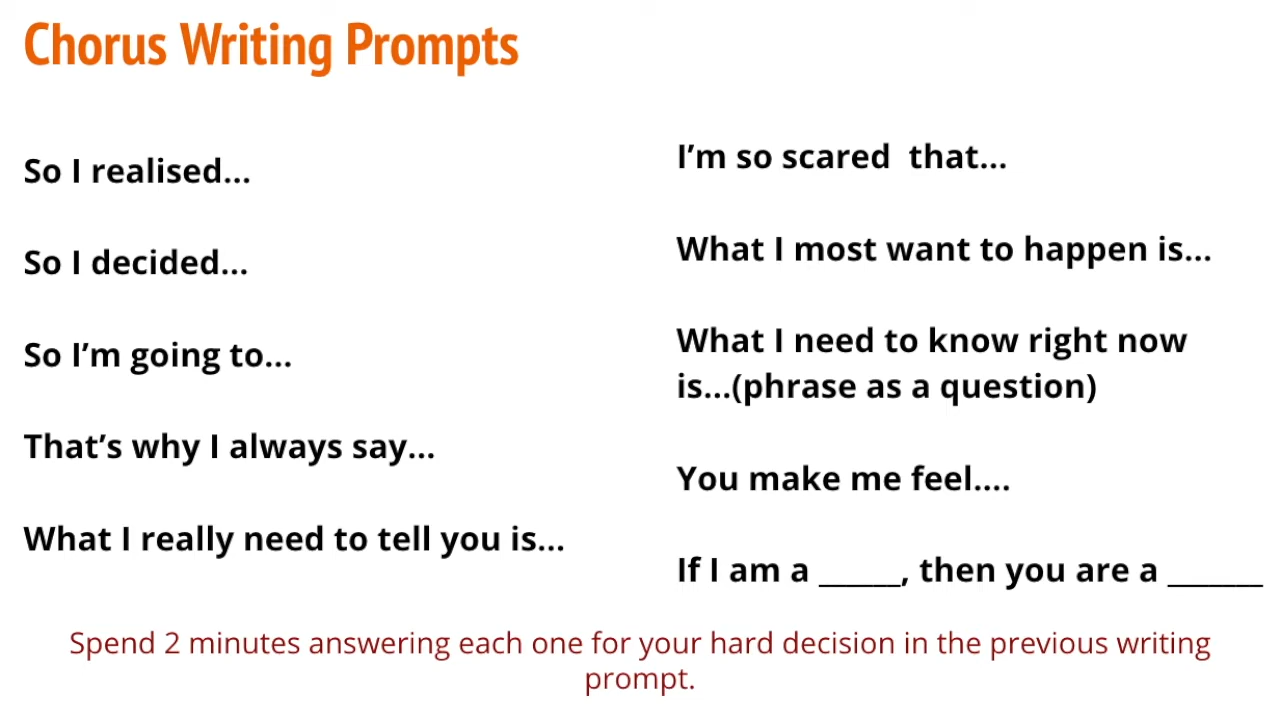 Chorus Writing Prompts
So I realised...
So I decided...
So I'm going to...
That's why I always say...
What I really need to tell you is...
I'm so scared  that...
What I most want to happen is...
What I need to know right now
is...(phrase as a question)
You make me feel....
If I am a ______, then you are a _______
Spend 2 minutes answering each one for your hard decision in the previous writing
prompt.